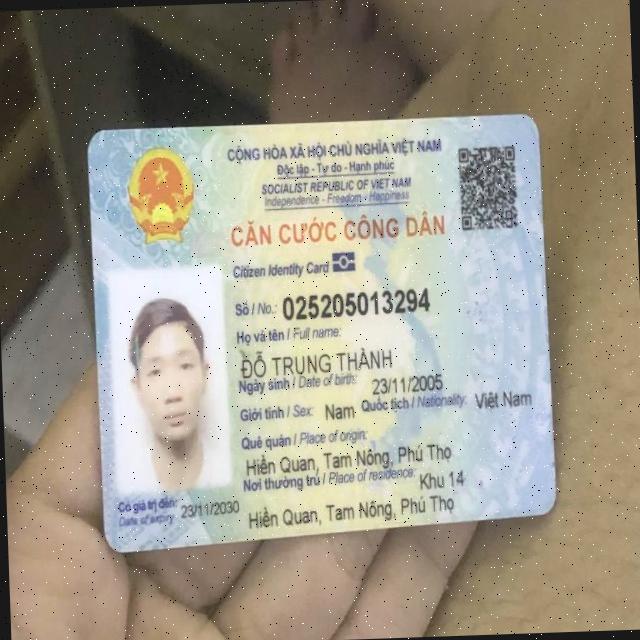 CỘNG HÒA XÃ HỘI CHỦ NGHĨA VIỆT NAM
Độc lập - Tự do - Hạnh phúc
SOCIALIST REPUBLIC OF VIET NAM
Independence - Freedom - Happiness
CĂN CƯỚC CÔNG DÂN
Citizen Identity Card
Số / No.: 025205013294
Họ và tên / Full name:
ĐỖ TRUNG THÀNH
Ngày sinh / Date of birth: 23/11/2005
Giới tính / Sex: Nam Quốc tịch / Nationality: Việt Nam
Quê quán / Place of origin:
Hiền Quan, Tam Nông, Phú Thọ
Nơi thường trú / Place of residence: Khu 14
Hiền Quan, Tam Nông, Phú Thọ
Có giá trị đến: 23/11/2030
Date of expiry: